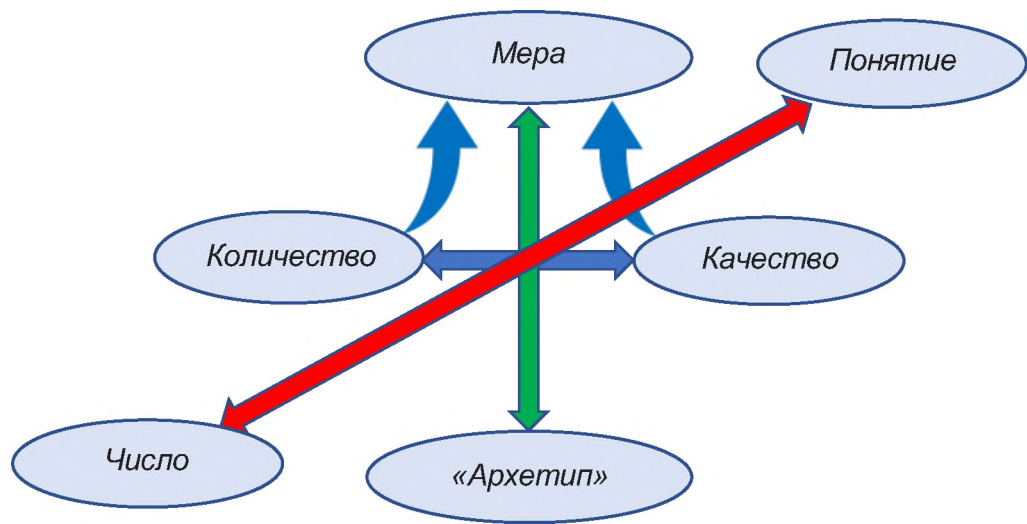 Мера
Понятие
Количество
Качество
Число
«Архетип»